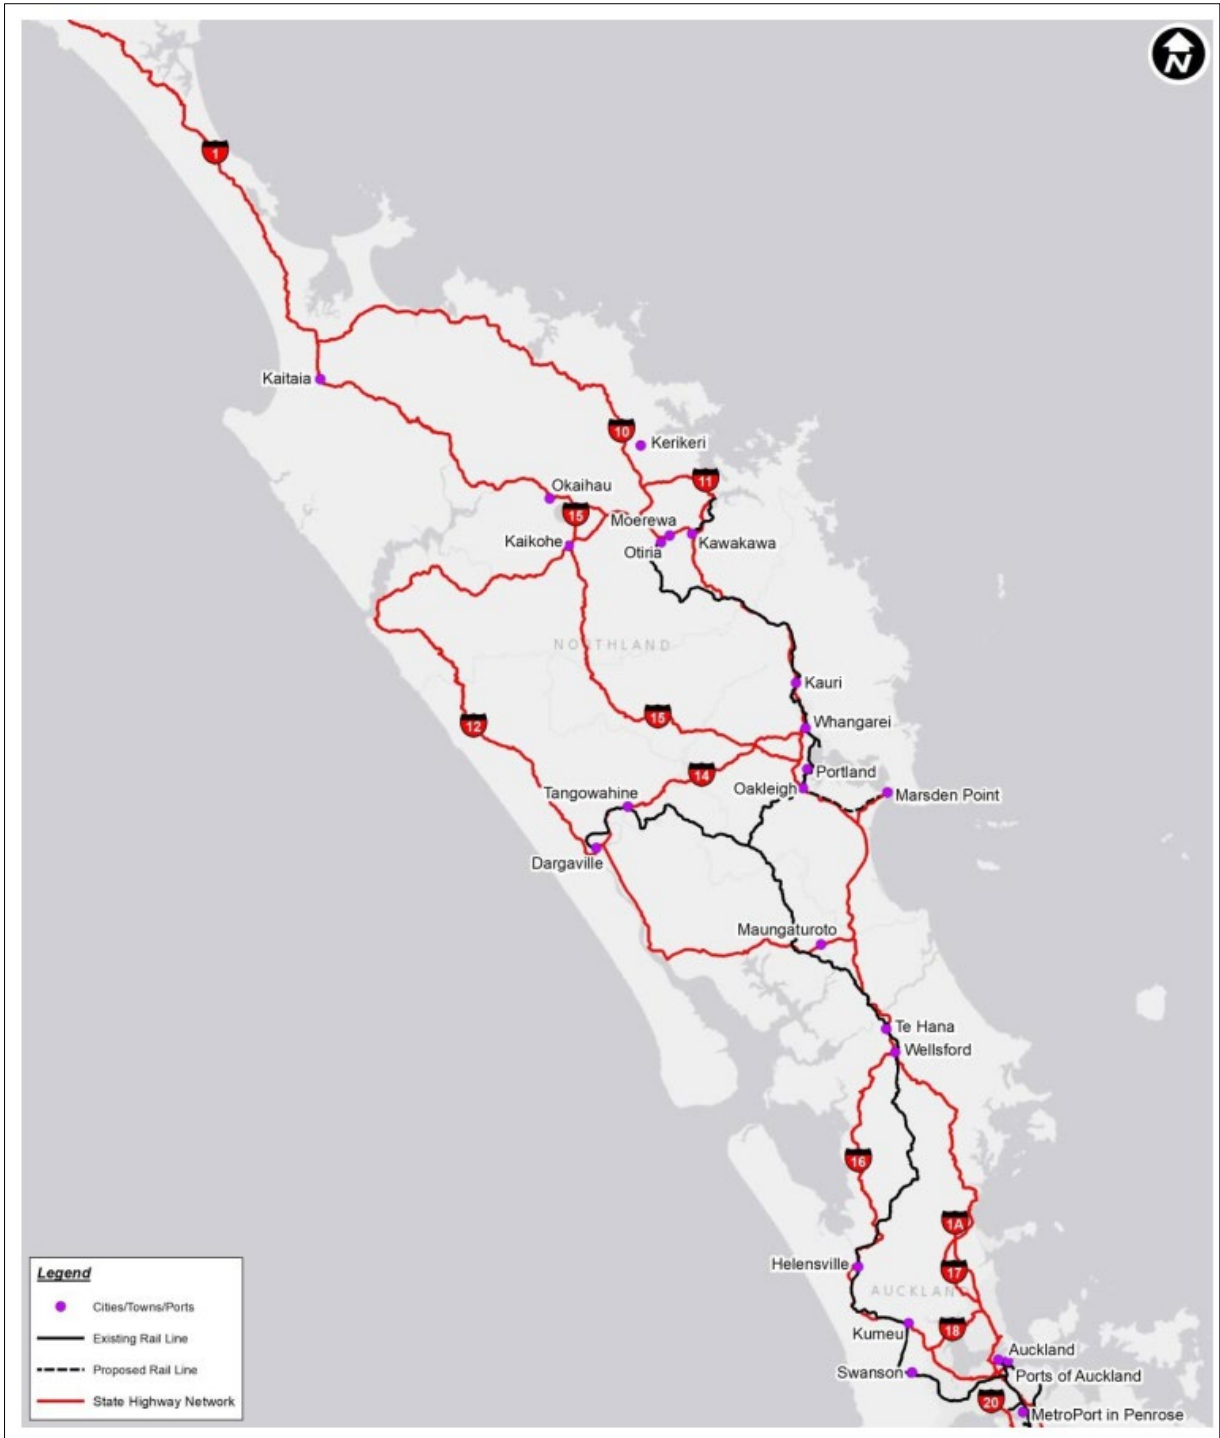 N
1
Kaitaia
10
Kerikeri
11
Okaihau
15
Moerewa
Kaikohe
Otiria
Kawakawa
NORTHLAND
Kauri
15
Whangarei
12
14
Portland
Tangowahine
Oakleigh
Marsden Point
Dargaville
Maungaturoto
Te Hana
Wellsford
16
1A
Helensville
17
AUCKLAND
18
Kumeu
Auckland
Swanson
Ports of Auckland
20
MetroPort in Penrose
Legend
Cities/Towns/Ports
Existing Rail Line
Proposed Rail Line
State Highway Network